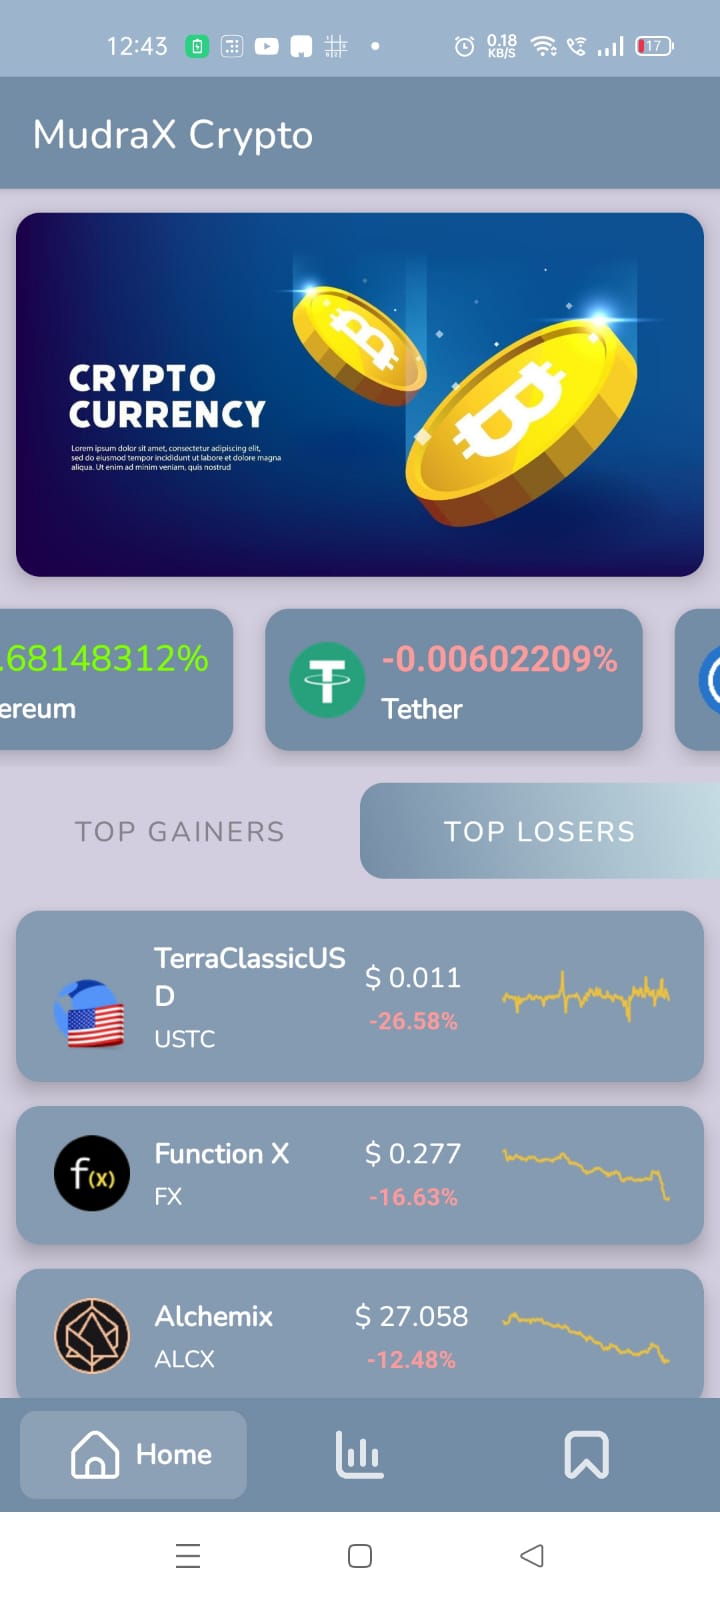 12:43
0.18
KB/S
17
MudraX Crypto
CRYPTO
CURRENCY
Lorem ipsum dolor sit amet, consectetur adipiscing elit,
sed do eiusmod tempor incididunt ut labore et dolore magna
aliqua. Ut enim ad minim veniam, quis nostrud
.68148312%
ereum
-0.00602209%
Tether
TOP GAINERS
TOP LOSERS
TerraClassicUS
D
USTC
$ 0.011
-26.58%
f(x)
Function X
FX
$ 0.277
-16.63%
Alchemix
ALCX
$ 27.058
-12.48%
Home